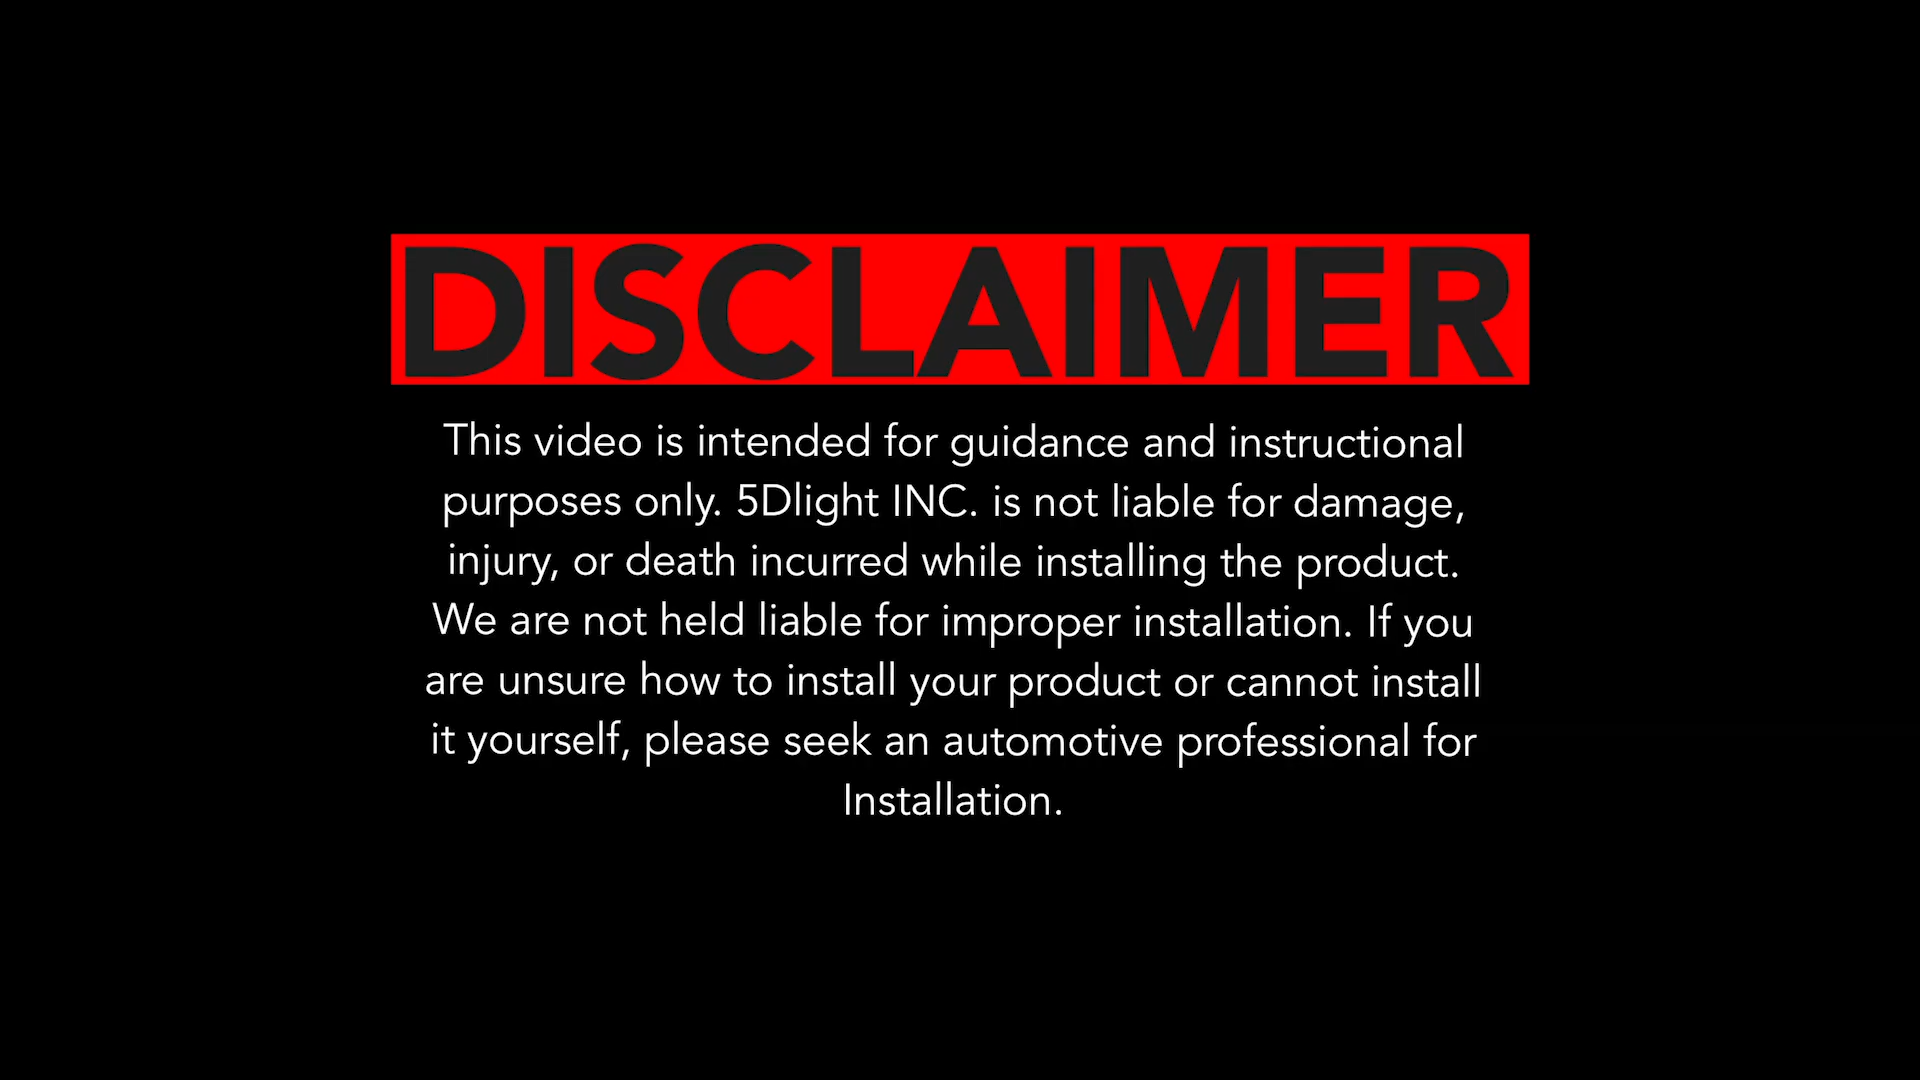 DISCLAIMER
This video is intended for guidance and instructional
purposes only. 5Dlight INC. is not liable for damage,
injury, or death incurred while installing the product.
We are not held liable for improper installation. If you
are unsure how to install your product or cannot install
it yourself, please seek an automotive professional for
Installation.